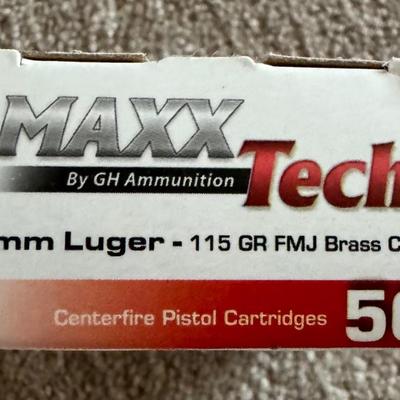 MAXX
Tech
By GH Ammunition
mm Luger - 115 GR FMJ Brass C
Centerfire Pistol Cartridges 50